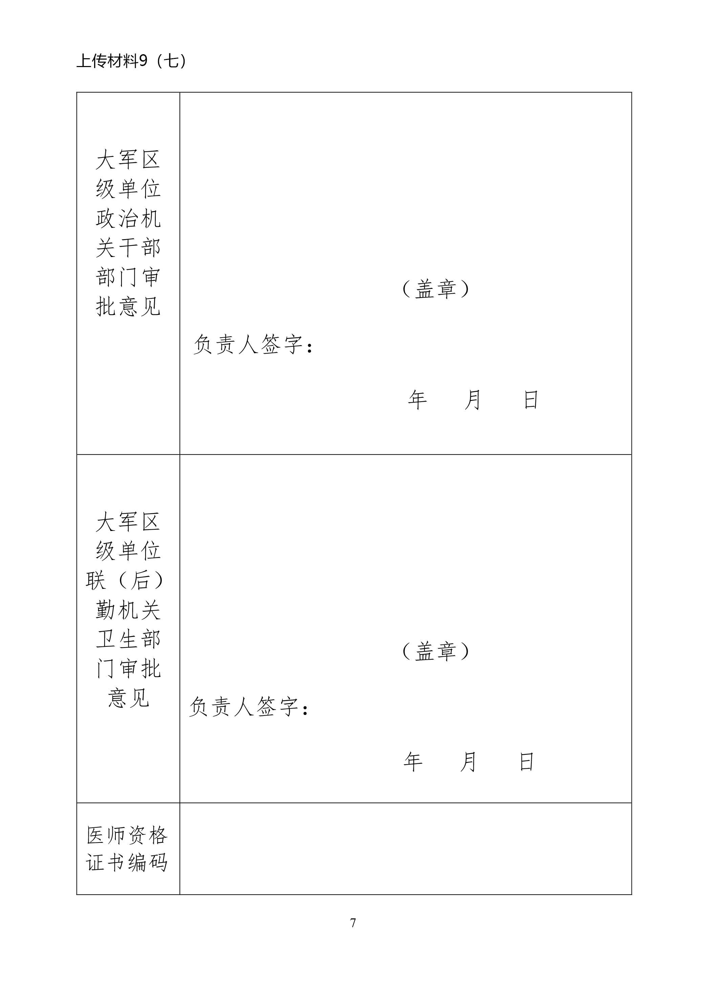 上传材料9（七）
大军区
级单位
政治机
关干部
部门审
批意见
（盖章）
负责人签字：
年 月 日
大军区
级单位
联（后）
勤机关
卫生部
门审批
意见
（盖章）
负责人签字：
年 月 日
医师资格
证书编码
7